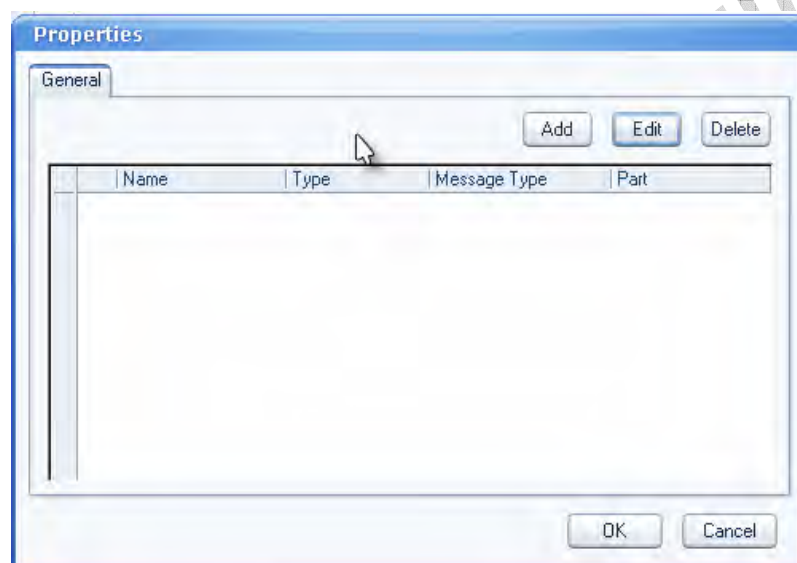 Properties
General
Add Edit Delete
Name Type Message Type Part
OK Cancel